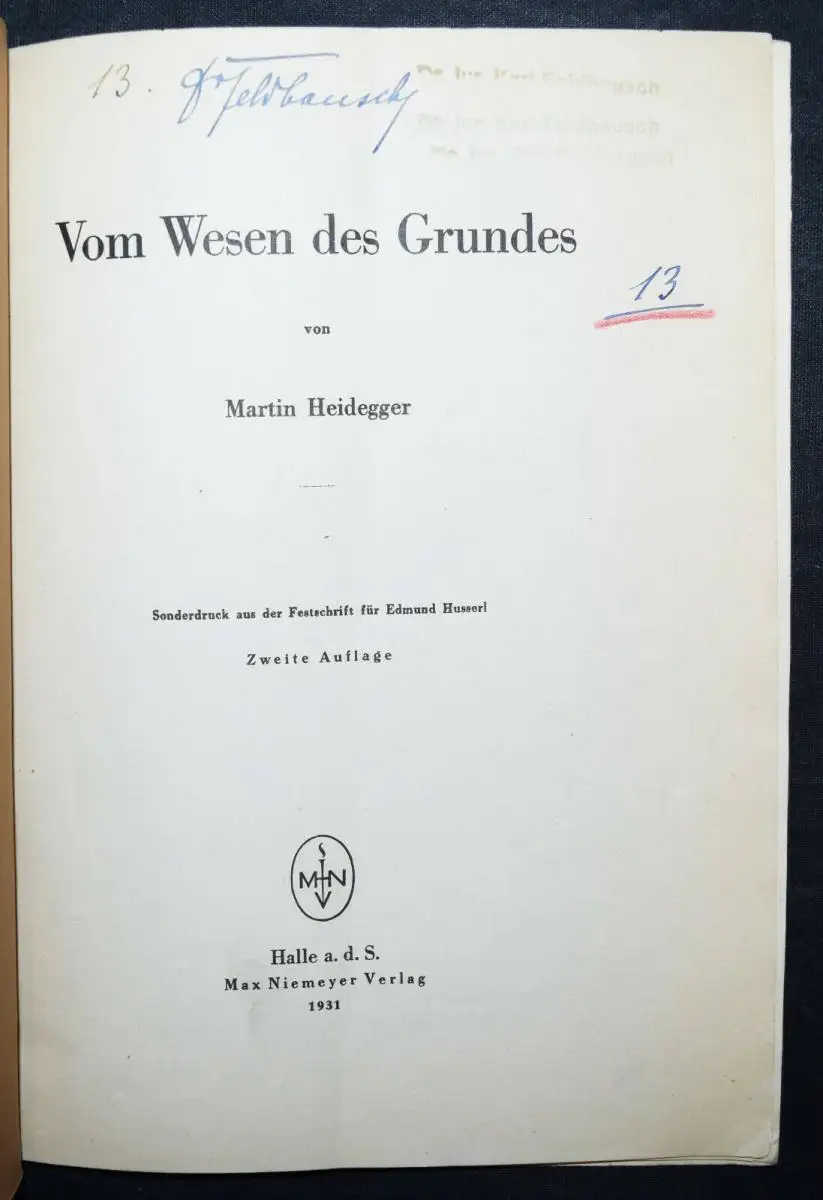 13. Dr Feldhausch
Vom Wesen des Grundes
13
von
Martin Heidegger
Sonderdruck aus der Festschrift für Edmund Husserl
Zweite Auflage
M N
Halle a. d. S.
Max Niemeyer Verlag
1931